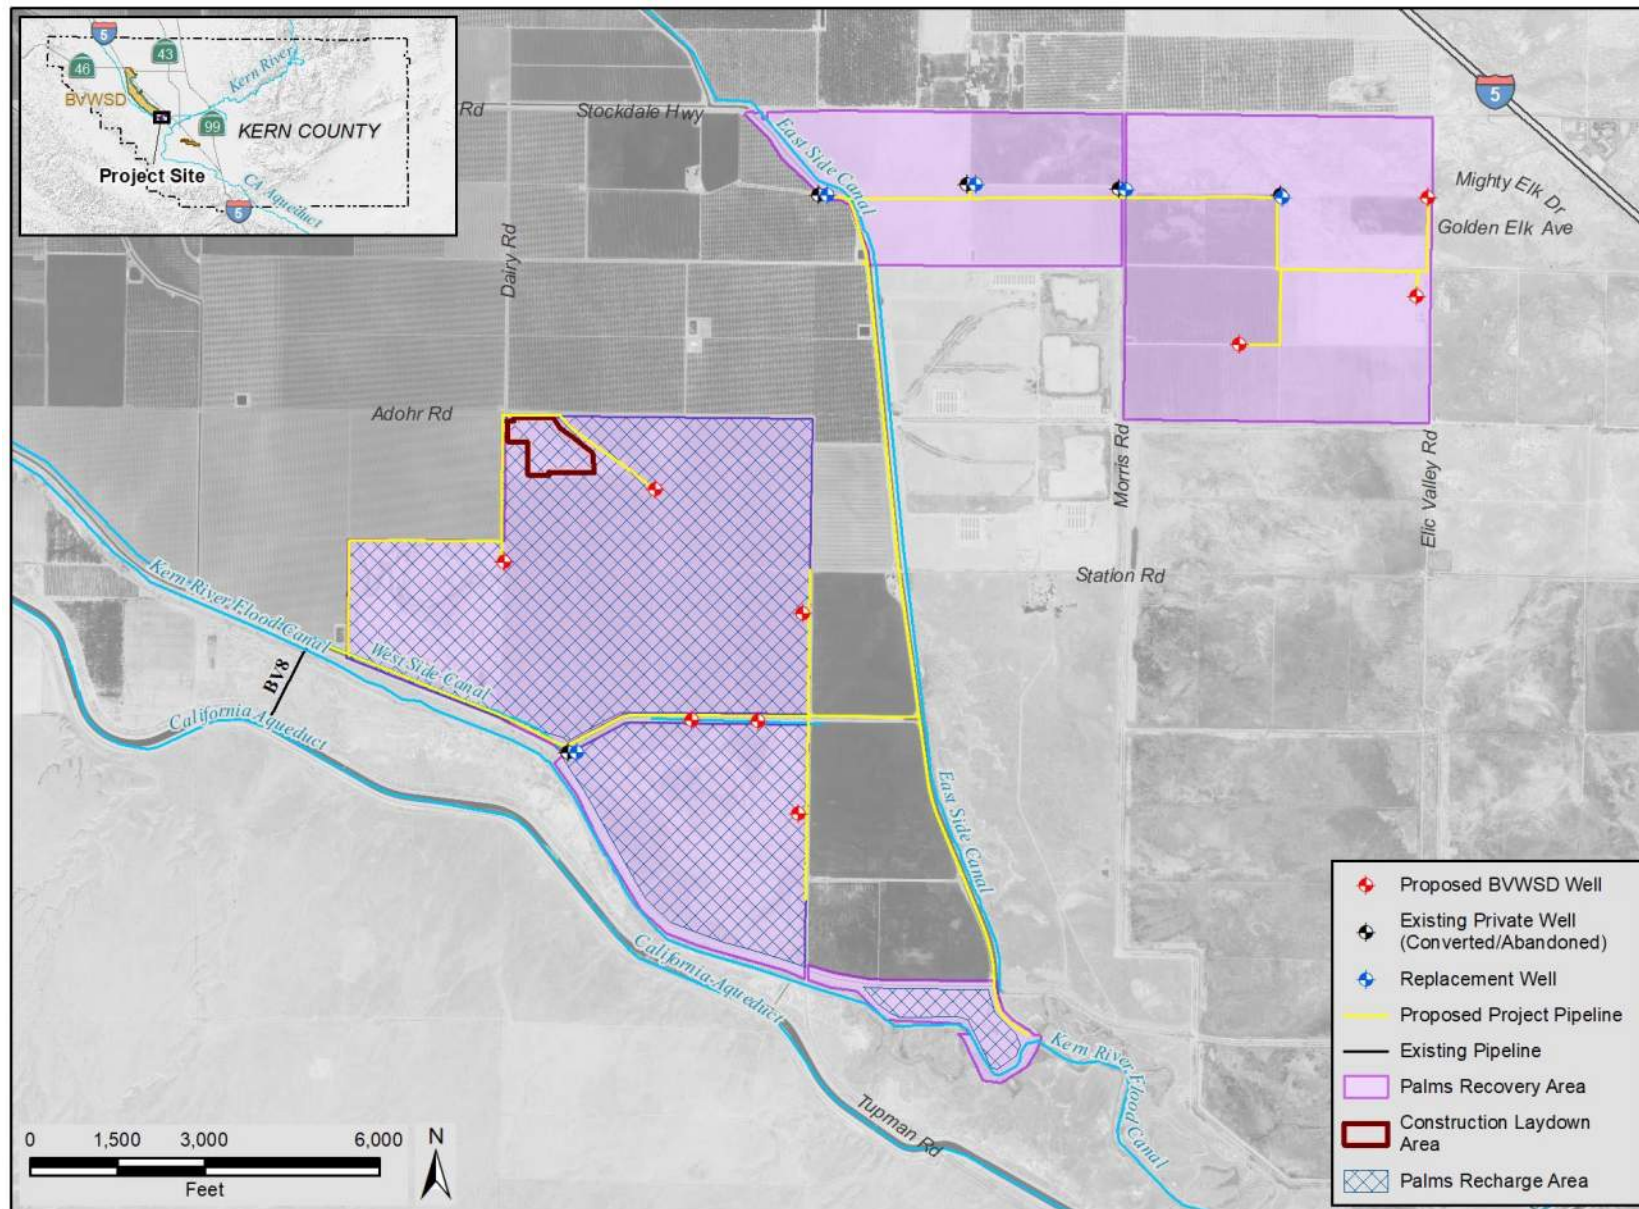 5
46
43
Kern River
BVWSD
99
KERN COUNTY
Project Site
CA Aqueduct
5
Rd
Stockdale Hwy
5
East Side Canal
Mighty Elk Dr
Golden Elk Ave
Dairy Rd
Adohr Rd
Morris Rd
Elic Valley Rd
Station Rd
Kern River Flood Canal
West Side Canal
BV8
California Aqueduct
East Side Canal
California Aqueduct
Kern River Flood Canal
Tupman Rd
0 1,500 3,000 6,000
Feet
N
Proposed BVWSD Well
Existing Private Well
(Converted/Abandoned)
Replacement Well
Proposed Project Pipeline
Existing Pipeline
Palms Recovery Area
Construction Laydown
Area
Palms Recharge Area